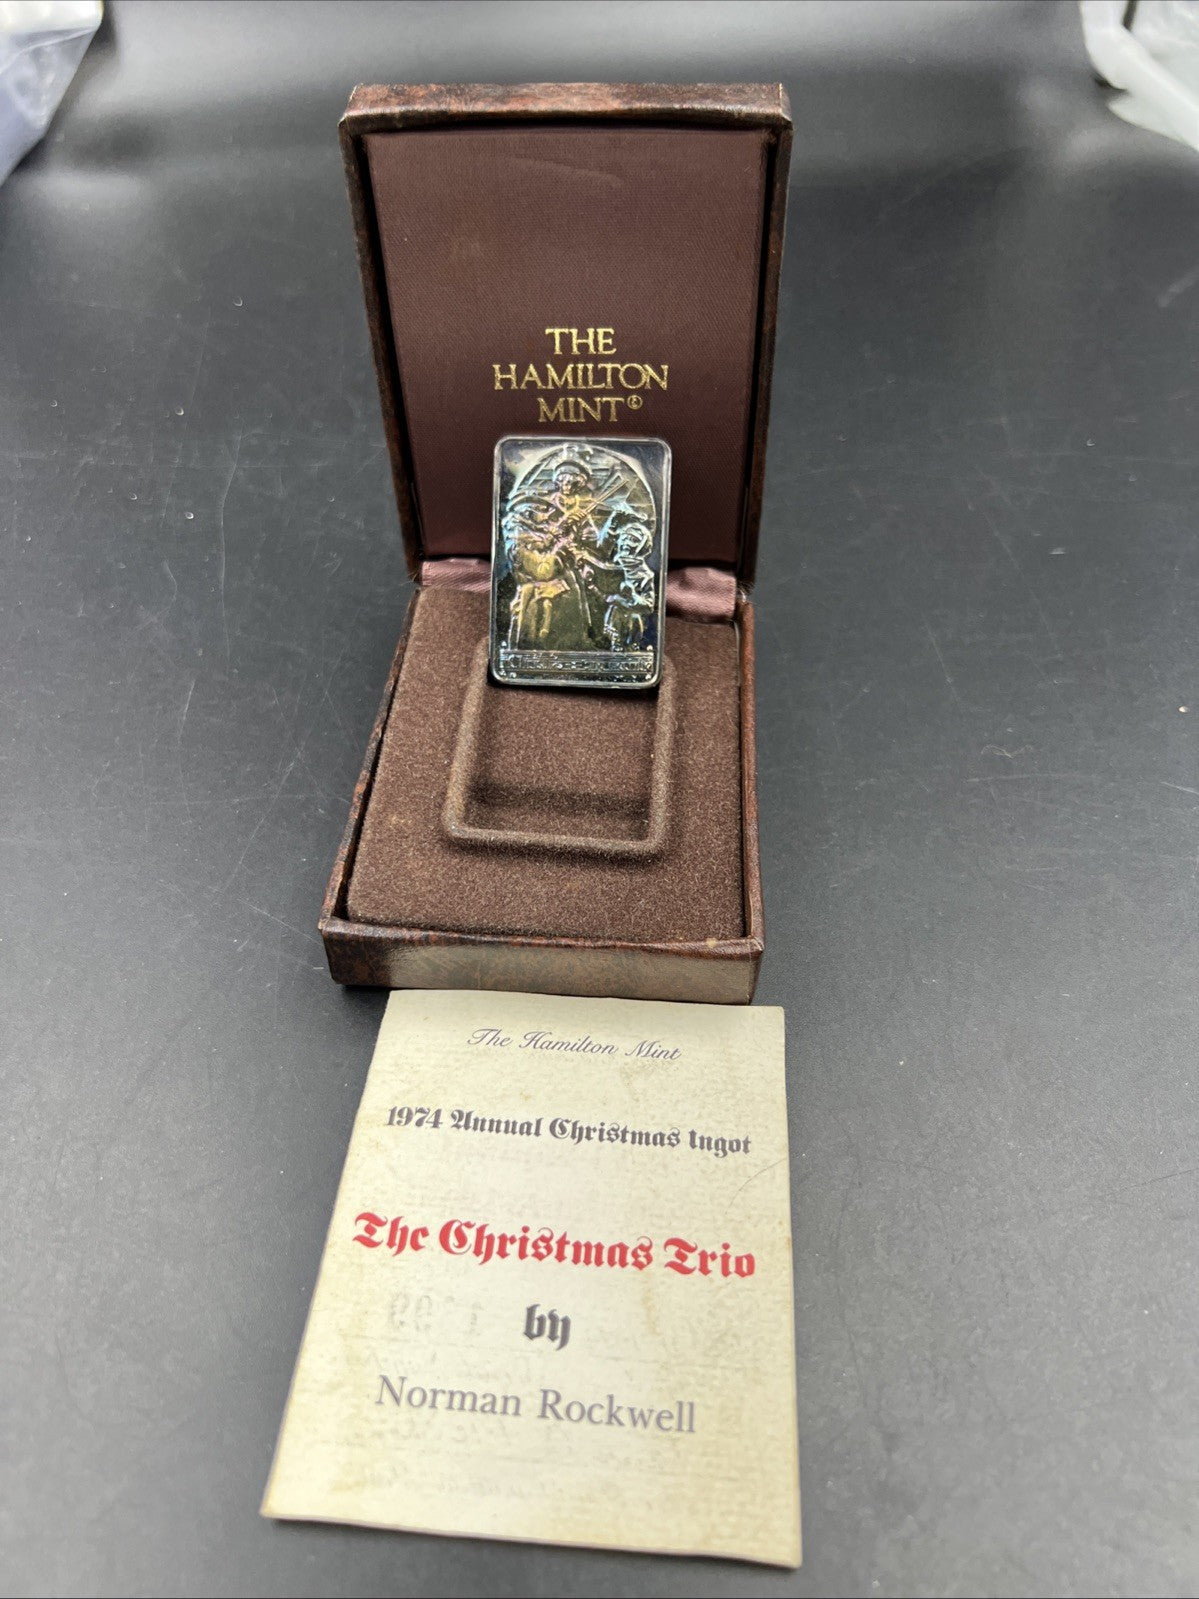 THE
HAMILTON
MINT®
The Hamilton Mint
1974 Annual Christmas Ingot
The Christmas Trio
by
Norman Rockwell